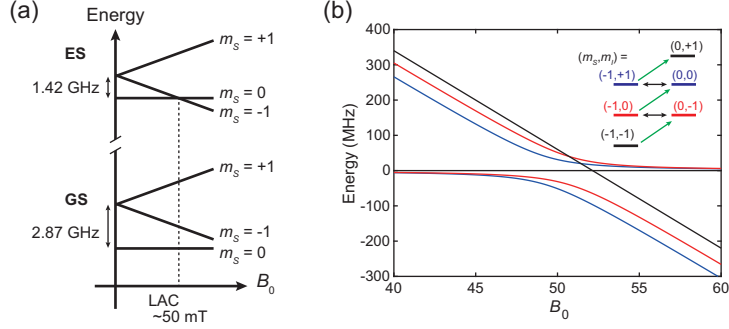 (a)
Energy
ES
m_S = +1
1.42 GHz
m_S = 0
m_S = −1
GS
m_S = +1
2.87 GHz
m_S = −1
m_S = 0
B_0
LAC
~50 mT
(b)
400
300
200
100
0
-100
-200
-300
Energy (MHz)
(m_S,m_I) =
(0,+1)
(-1,+1)
(0,0)
(-1,0)
(0,-1)
(-1,-1)
40
45
50
55
60
B_0